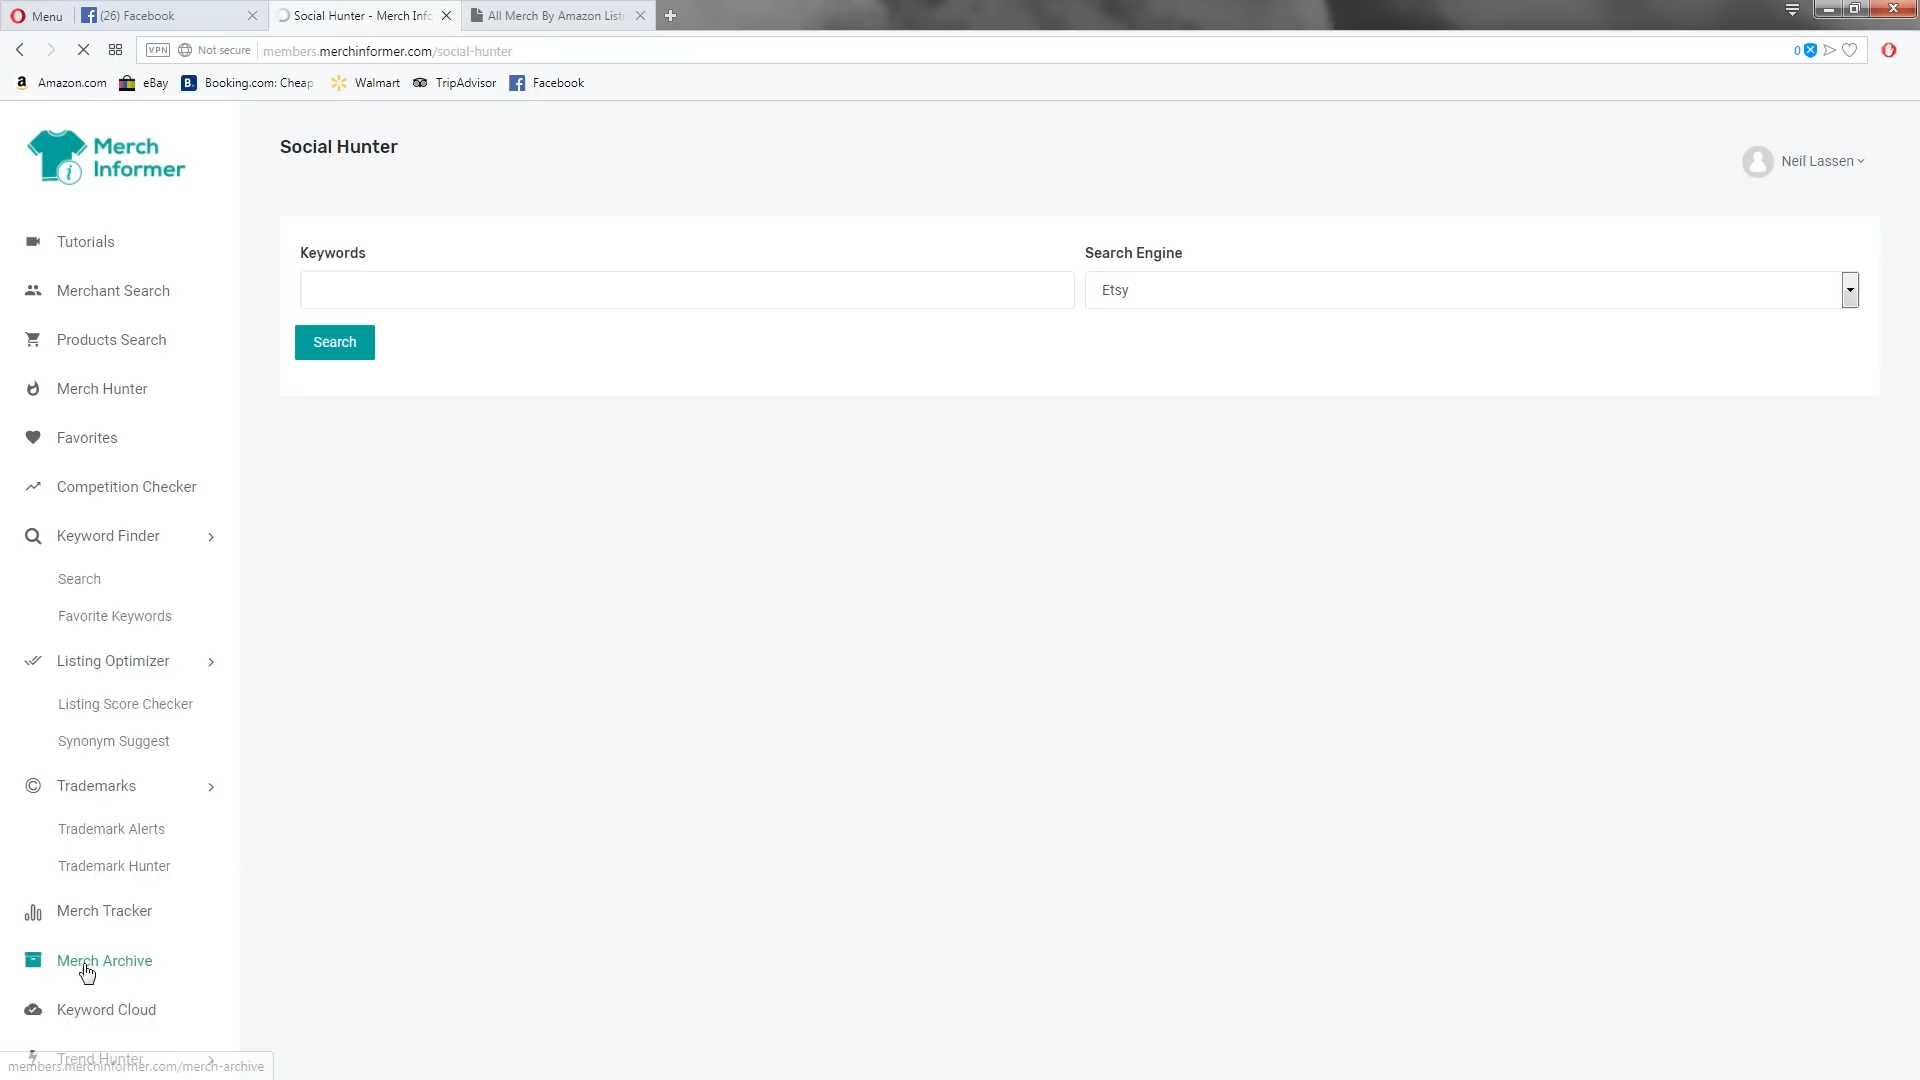 Menu
(26) Facebook
Social Hunter - Merch Info
All Merch By Amazon List
VPN
Not secure
members.merchinformer.com/social-hunter
0
Amazon.com
eBay
B. Booking.com: Cheap
Walmart
TripAdvisor
Facebook
Merch Informer
Social Hunter
Neil Lassen
Tutorials
Merchant Search
Products Search
Merch Hunter
Favorites
Competition Checker
Keyword Finder
Search
Favorite Keywords
Listing Optimizer
Listing Score Checker
Synonym Suggest
Trademarks
Trademark Alerts
Trademark Hunter
Merch Tracker
Merch Archive
Keyword Cloud
Trend Hunter
Keywords
Search Engine
Etsy
Search
members.merchinformer.com/merch-archive